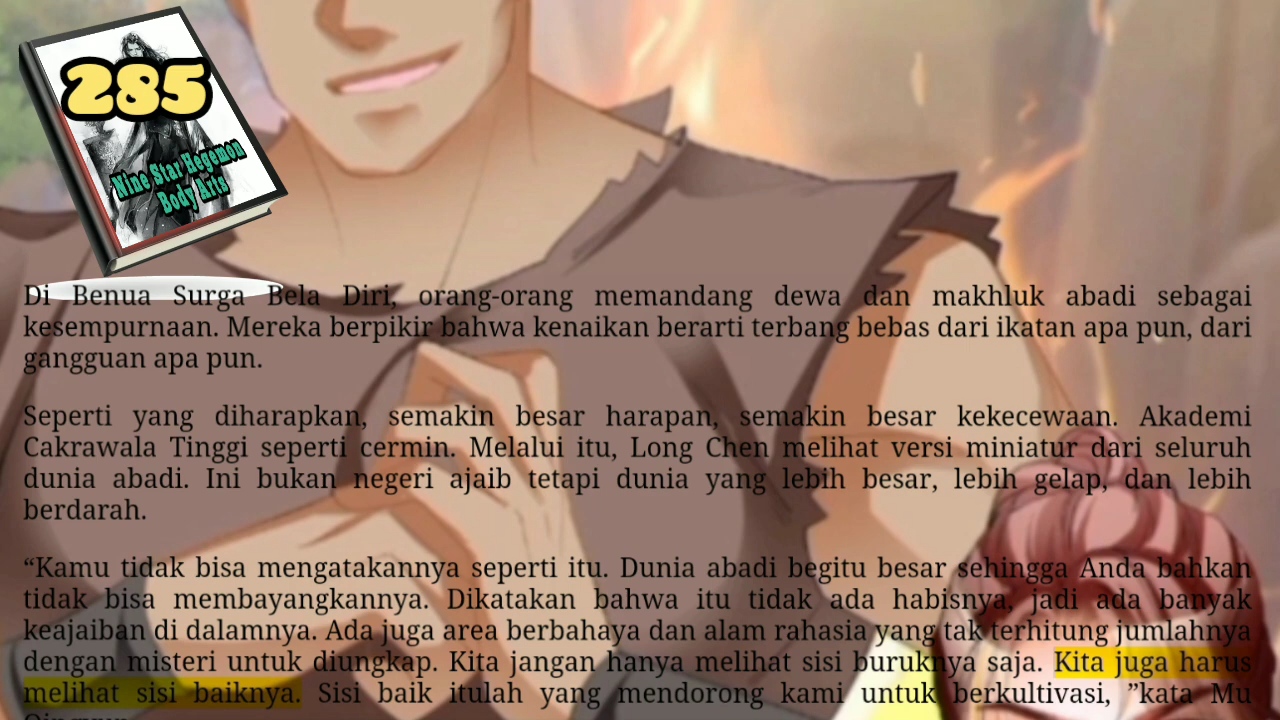 285
Nine Star Hegemon
Body Arts
Di Benua Surga Bela Diri, orang-orang memandang dewa dan makhluk abadi sebagai
kesempurnaan. Mereka berpikir bahwa kenaikan berarti terbang bebas dari ikatan apa pun, dari
gangguan apa pun.
Seperti yang diharapkan, semakin besar harapan, semakin besar kekecewaan. Akademi
Cakrawala Tinggi seperti cermin. Melalui itu, Long Chen melihat versi miniatur dari seluruh
dunia abadi. Ini bukan negeri ajaib tetapi dunia yang lebih besar, lebih gelap, dan lebih
berdarah.
“Kamu tidak bisa mengatakannya seperti itu. Dunia abadi begitu besar sehingga Anda bahkan
tidak bisa membayangkannya. Dikatakan bahwa itu tidak ada habisnya, jadi ada banyak
keajaiban di dalamnya. Ada juga area berbahaya dan alam rahasia yang tak terhitung jumlahnya
dengan misteri untuk diungkap. Kita jangan hanya melihat sisi buruknya saja. Kita juga harus
melihat sisi baiknya. Sisi baik itulah yang mendorong kami untuk berkultivasi, ”kata Mu